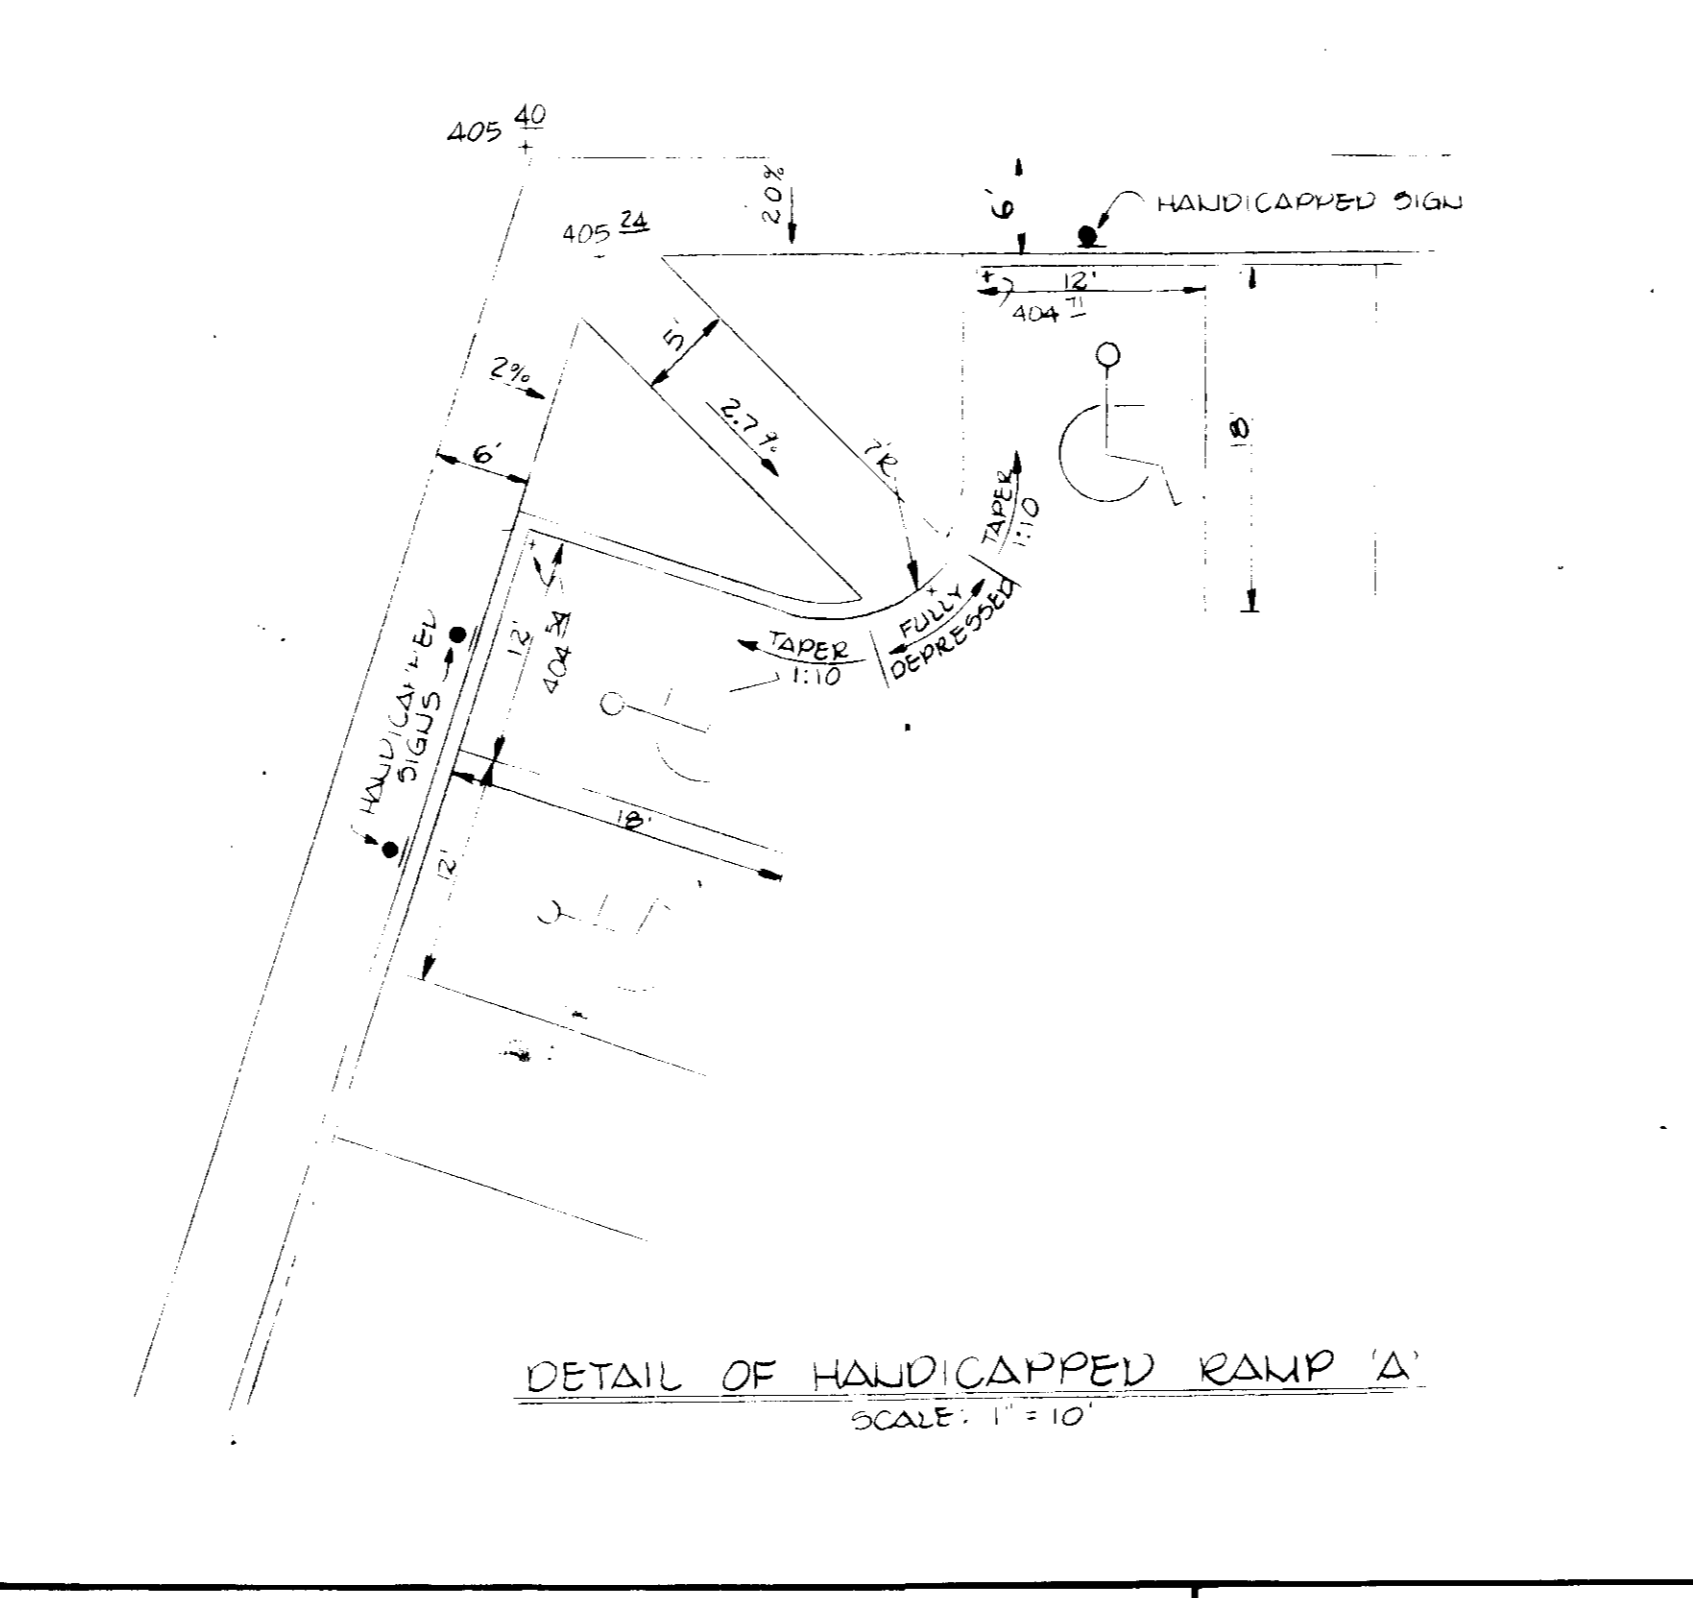 405 40
405 24
20%
6'
HANDICAPPED SIGN
12'
404 71
5'
2%
2.7%
6'
7'R
18'
TAPER
1:10
FULLY
DEPRESSED
TAPER
1:10
12'
404
HANDICAPPED
SIGNS
18'
12'
DETAIL OF HANDICAPPED RAMP 'A'
SCALE: 1" = 10'